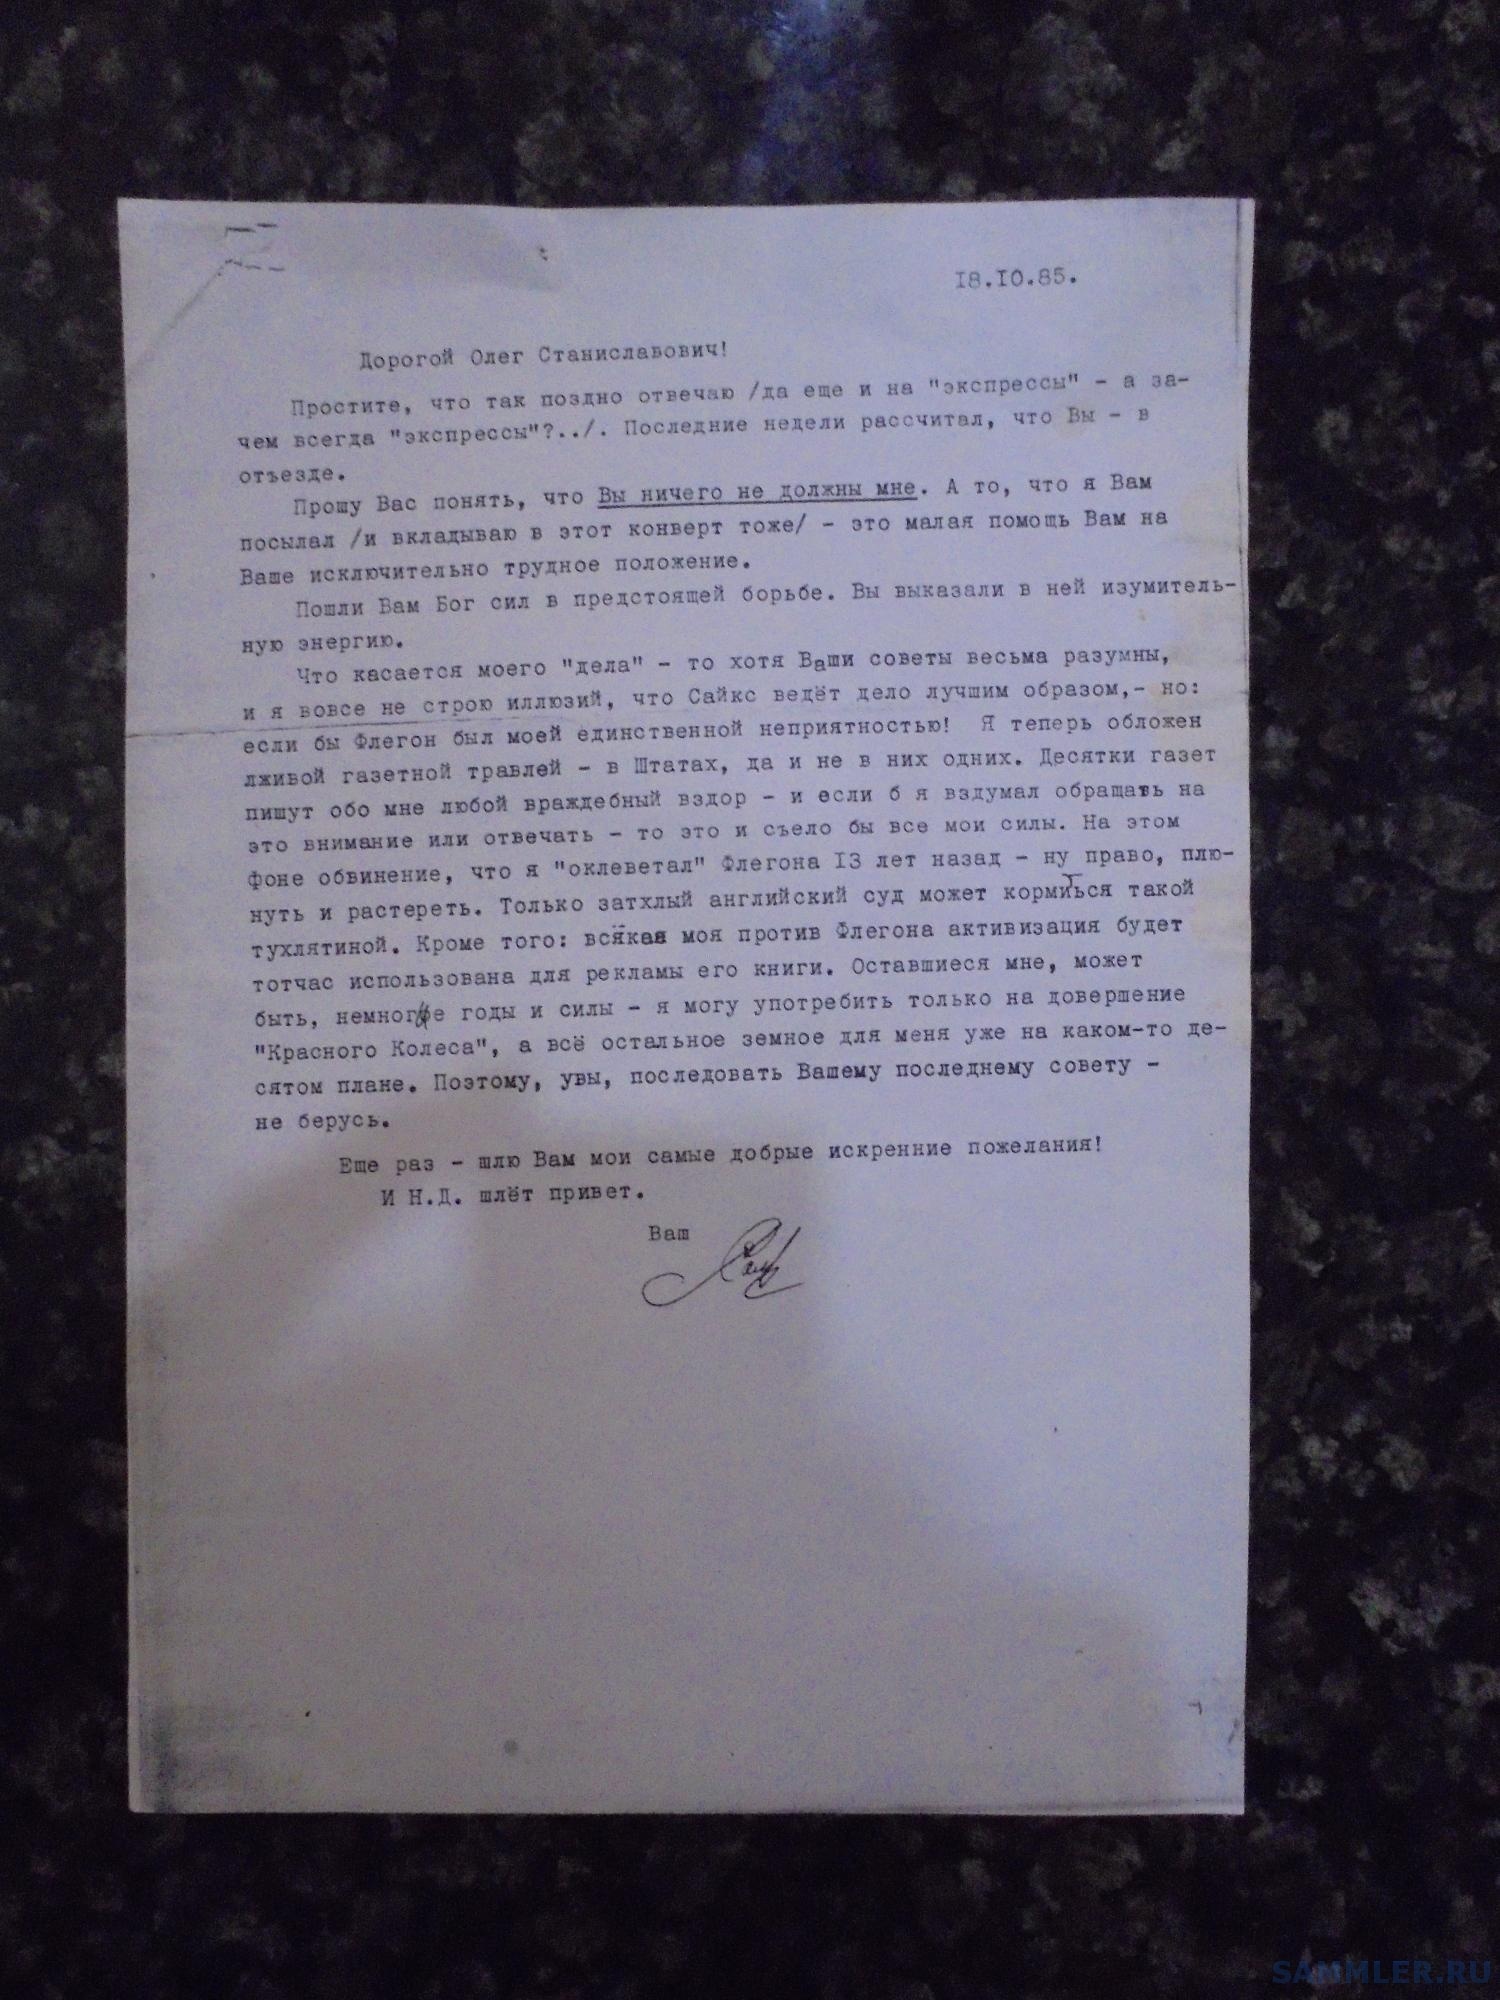 18.10.85.
Дорогой Олег Станиславович!
Простите, что так поздно отвечаю /да еще и на "экспрессы" - а за-
чем всегда "экспрессы"?../. Последние недели рассчитал, что Вы - в
отъезде.
Прошу Вас понять, что Вы ничего не должны мне. А то, что я Вам
посылал /и вкладываю в этот конверт тоже/ - это малая помощь Вам на
Ваше исключительно трудное положение.
Пошли Вам Бог сил в предстоящей борьбе. Вы выказали в ней изумитель-
ную энергию.
Что касается моего "дела" - то хотя Ваши советы весьма разумны,
и я вовсе не строю иллюзий, что Сайкс ведёт дело лучшим образом,- но:
если бы Флегон был моей единственной неприятностью! Я теперь обложен
лживой газетной травлей - в Штатах, да и не в них одних. Десятки газет
пишут обо мне любой враждебный вздор - и если б я вздумал обращать на
это внимание или отвечать - то это и съело бы все мои силы. На этом
фоне обвинение, что я "оклеветал" Флегона 13 лет назад - ну право, плю-
нуть и растереть. Только затхлый английский суд может кормиться такой
тухлятиной. Кроме того: всякая моя против Флегона активизация будет
тотчас использована для рекламы его книги. Оставшиеся мне, может
быть, немногие годы и силы - я могу употребить только на довершение
"Красного Колеса", а всё остальное земное для меня уже на каком-то де-
сятом плане. Поэтому, увы, последовать Вашему последнему совету -
не берусь.
Еще раз - шлю Вам мои самые добрые искренние пожелания!
И Н.Д. шлёт привет.
Ваш
SAMMLER.RU